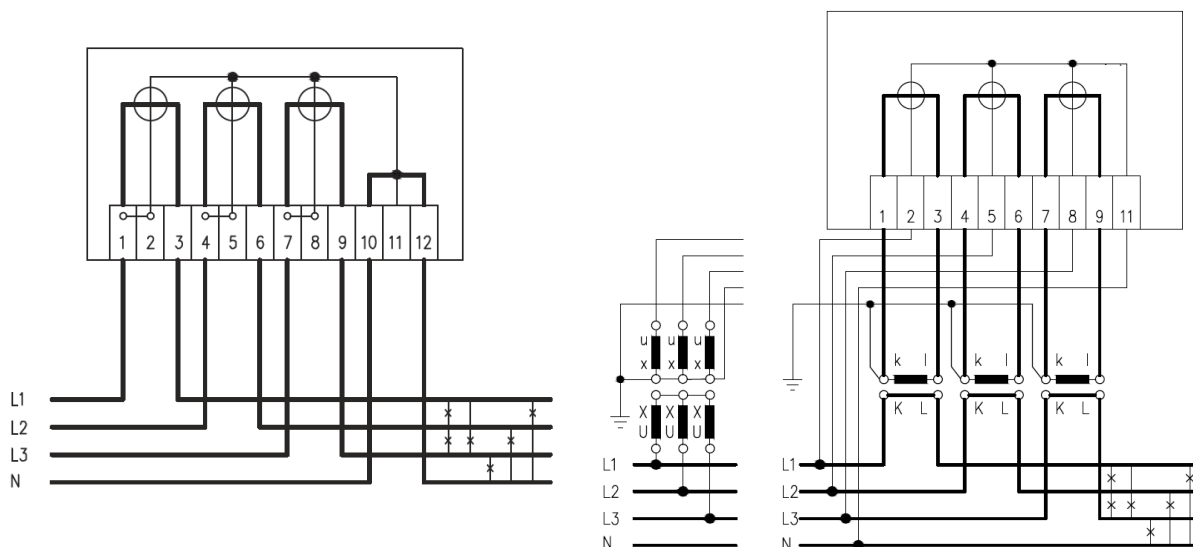 1 2 3 4 5 6 7 8 9 10 11 12
L1
L2
L3
N
u u u
x x x
X X X
U U U
L1
L2
L3
N
1 2 3 4 5 6 7 8 9 11
k l k l k l
K L K L K L
L1
L2
L3
N